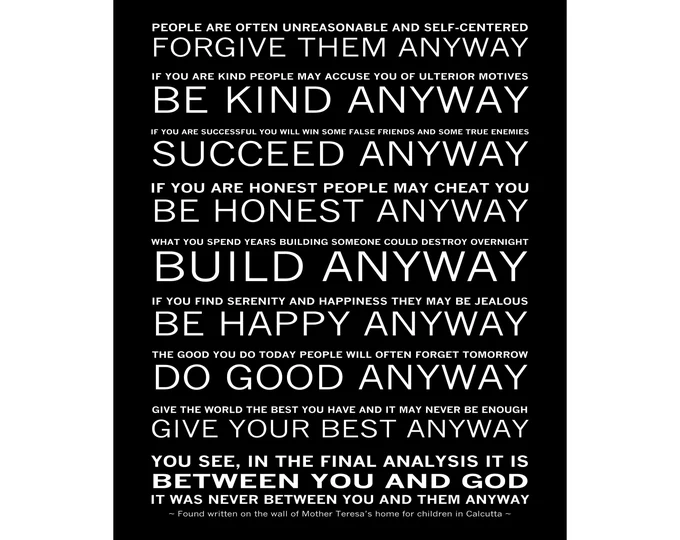 PEOPLE ARE OFTEN UNREASONABLE AND SELF-CENTERED
FORGIVE THEM ANYWAY
IF YOU ARE KIND PEOPLE MAY ACCUSE YOU OF ULTERIOR MOTIVES
BE KIND ANYWAY
IF YOU ARE SUCCESSFUL YOU WILL WIN SOME FALSE FRIENDS AND SOME TRUE ENEMIES
SUCCEED ANYWAY
IF YOU ARE HONEST PEOPLE MAY CHEAT YOU
BE HONEST ANYWAY
WHAT YOU SPEND YEARS BUILDING SOMEONE COULD DESTROY OVERNIGHT
BUILD ANYWAY
IF YOU FIND SERENITY AND HAPPINESS THEY MAY BE JEALOUS
BE HAPPY ANYWAY
THE GOOD YOU DO TODAY PEOPLE WILL OFTEN FORGET TOMORROW
DO GOOD ANYWAY
GIVE THE WORLD THE BEST YOU HAVE AND IT MAY NEVER BE ENOUGH
GIVE YOUR BEST ANYWAY
YOU SEE, IN THE FINAL ANALYSIS IT IS
BETWEEN YOU AND GOD
IT WAS NEVER BETWEEN YOU AND THEM ANYWAY
~ Found written on the wall of Mother Teresa's home for children in Calcutta ~